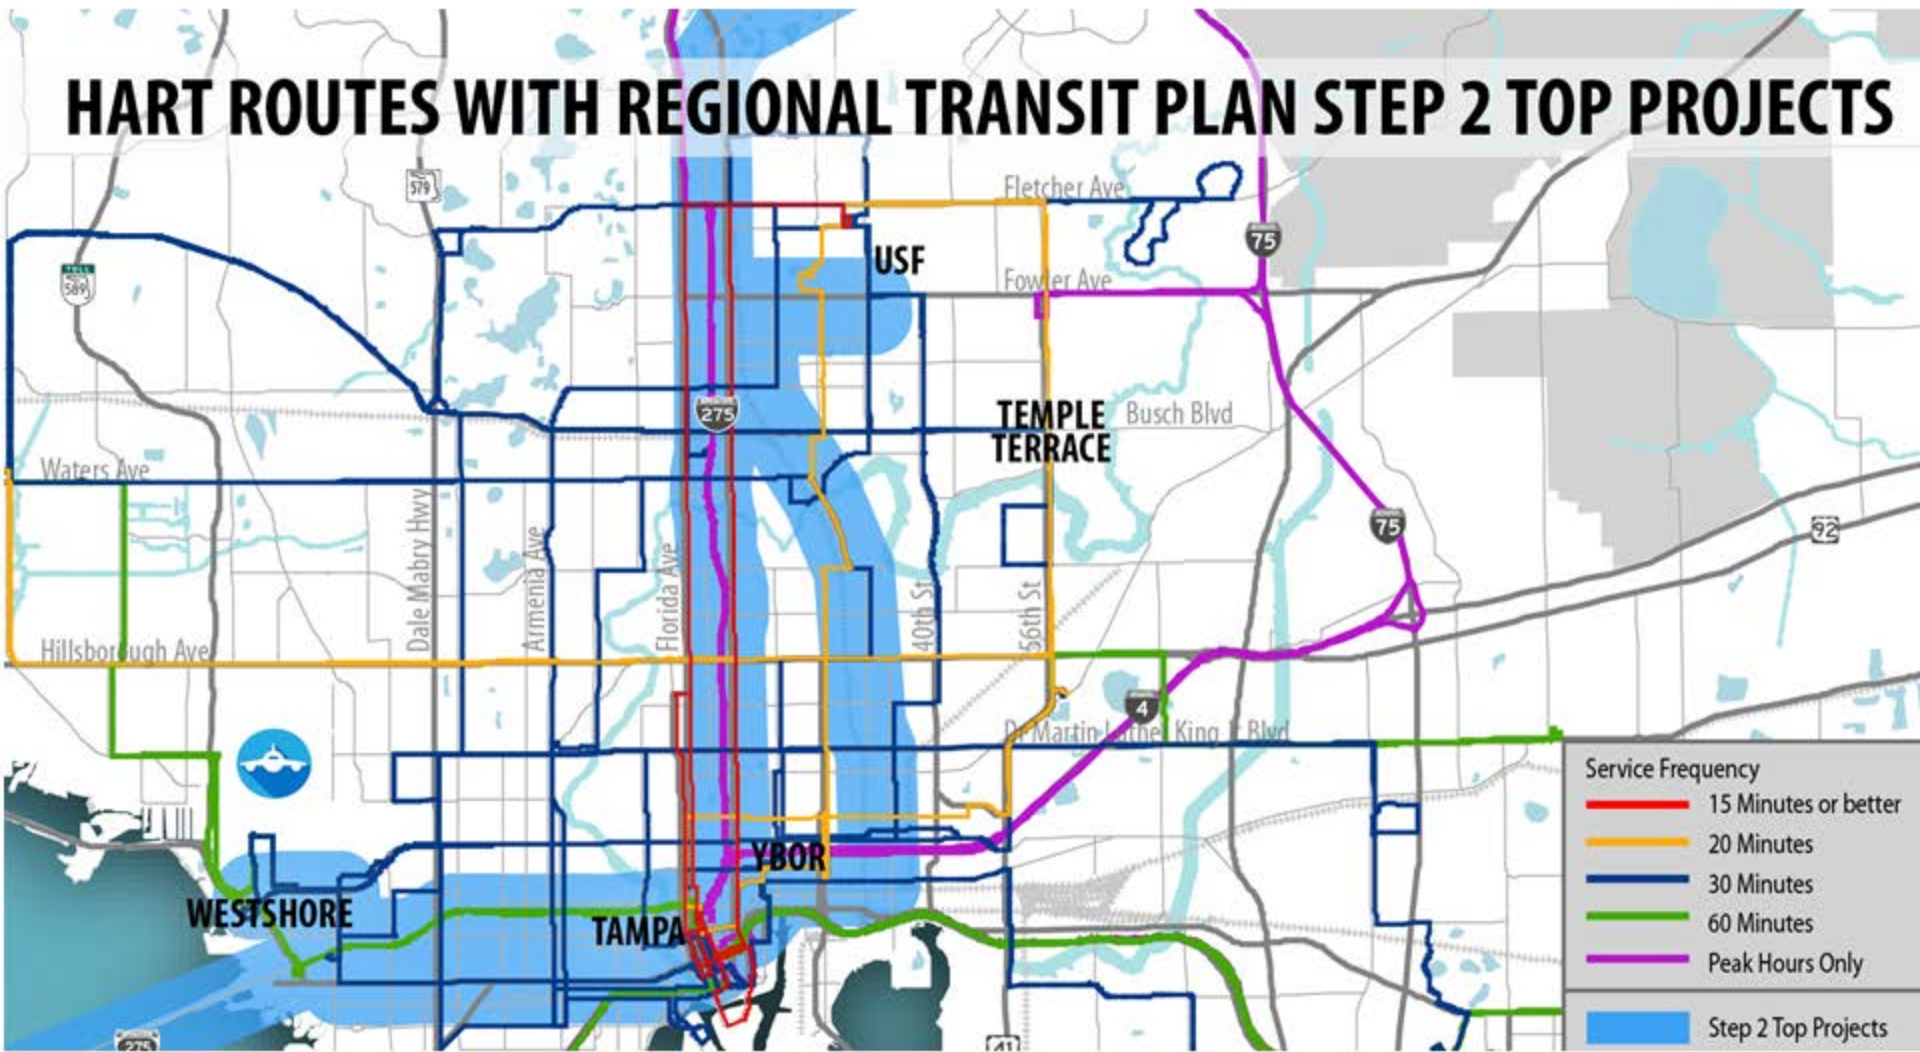 HART ROUTES WITH REGIONAL TRANSIT PLAN STEP 2 TOP PROJECTS
579
Fletcher Ave
75
USF
TOLL
589
Fowler Ave
275
TEMPLE
TERRACE
Busch Blvd
Waters Ave
75
92
Dale Mabry Hwy
Armenia Ave
Florida Ave
40th St
56th St
Hillsborough Ave
4
Dr Martin Luther King Jr Blvd
Service Frequency
15 Minutes or better
20 Minutes
30 Minutes
60 Minutes
Peak Hours Only
Step 2 Top Projects
YBOR
WESTSHORE
TAMPA
275
41